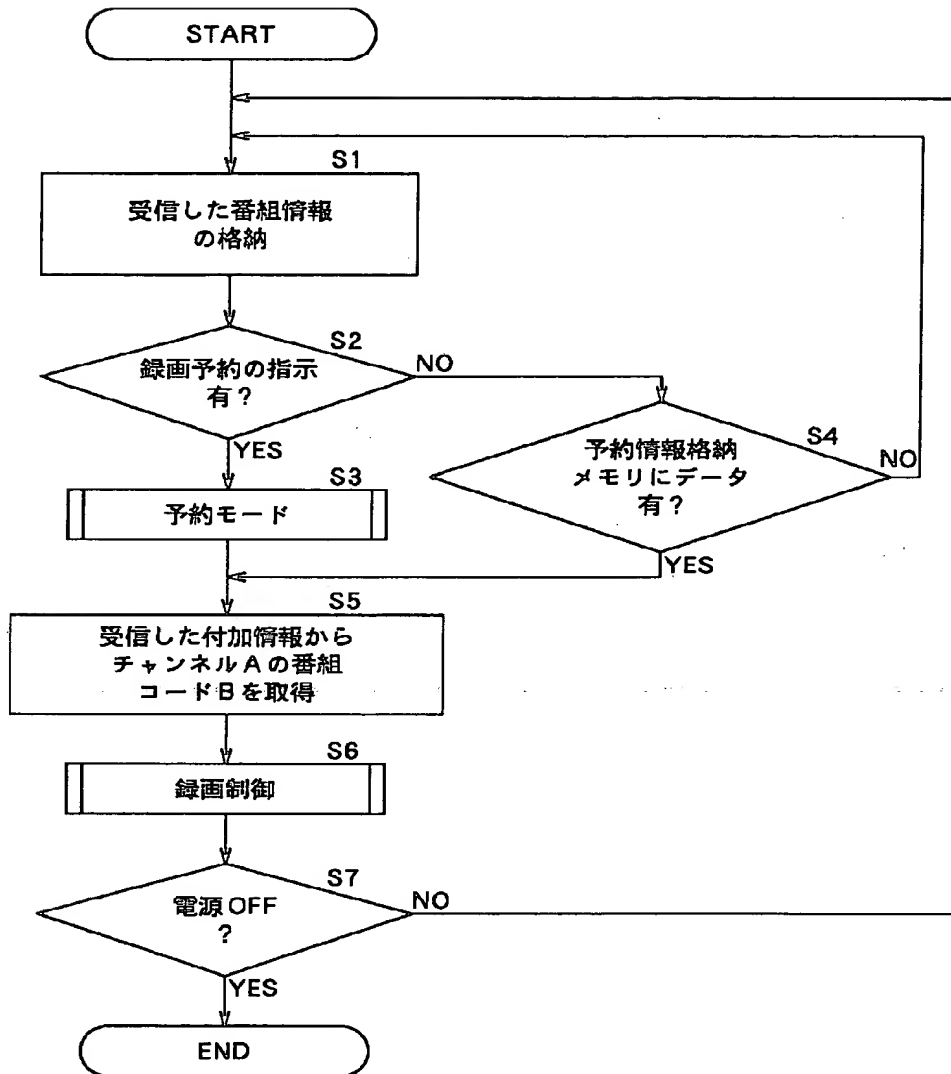 START
S1
受信した番組情報
の格納
S2
録画予約の指示
有?
NO
YES
S3
予約モード
S4
予約情報格納
メモリにデータ
有?
NO
YES
S5
受信した付加情報から
チャンネルAの番組
コードBを取得
S6
録画制御
S7
電源OFF
?
NO
YES
END